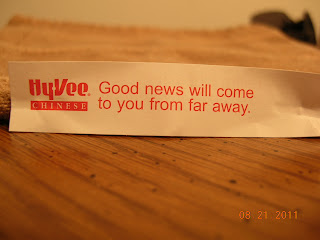 HyVee®
CHINESE
Good news will come
to you from far away.
08 21 2011